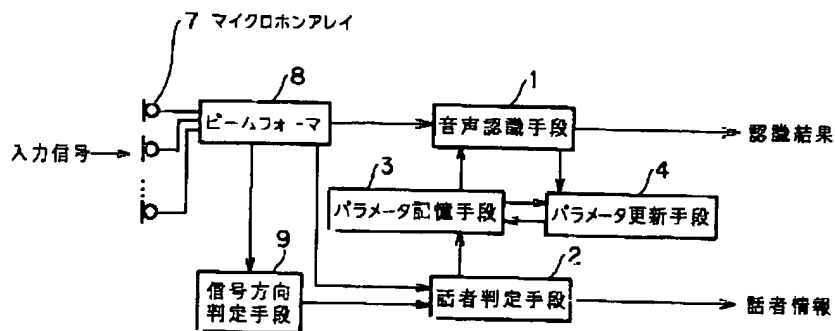 7 マイクロホンアレイ
8
ビームフォーマ
1
音声認識手段
認識結果
入力信号
3
パラメータ記憶手段
4
パラメータ更新手段
9
信号方向
判定手段
2
話者判定手段
話者情報